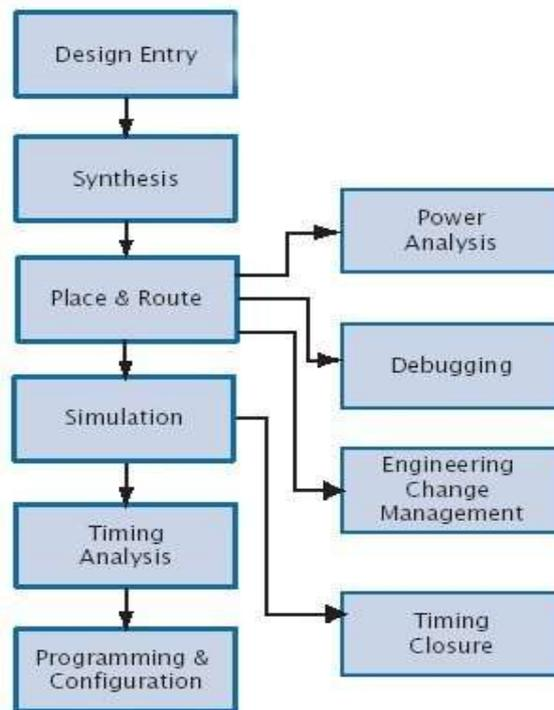 Design Entry
Synthesis
Place & Route
Simulation
Timing
Analysis
Programming &
Configuration
Power
Analysis
Debugging
Engineering
Change
Management
Timing
Closure